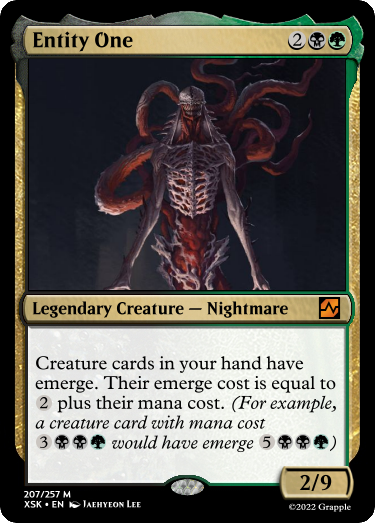 Entity One 2
Legendary Creature — Nightmare
Creature cards in your hand have
emerge. Their emerge cost is equal to
2 plus their mana cost. (For example,
a creature card with mana cost
3 would have emerge 5 )
2/9
207/257 M
XSK • EN Jaehyeon Lee
©2022 Grapple